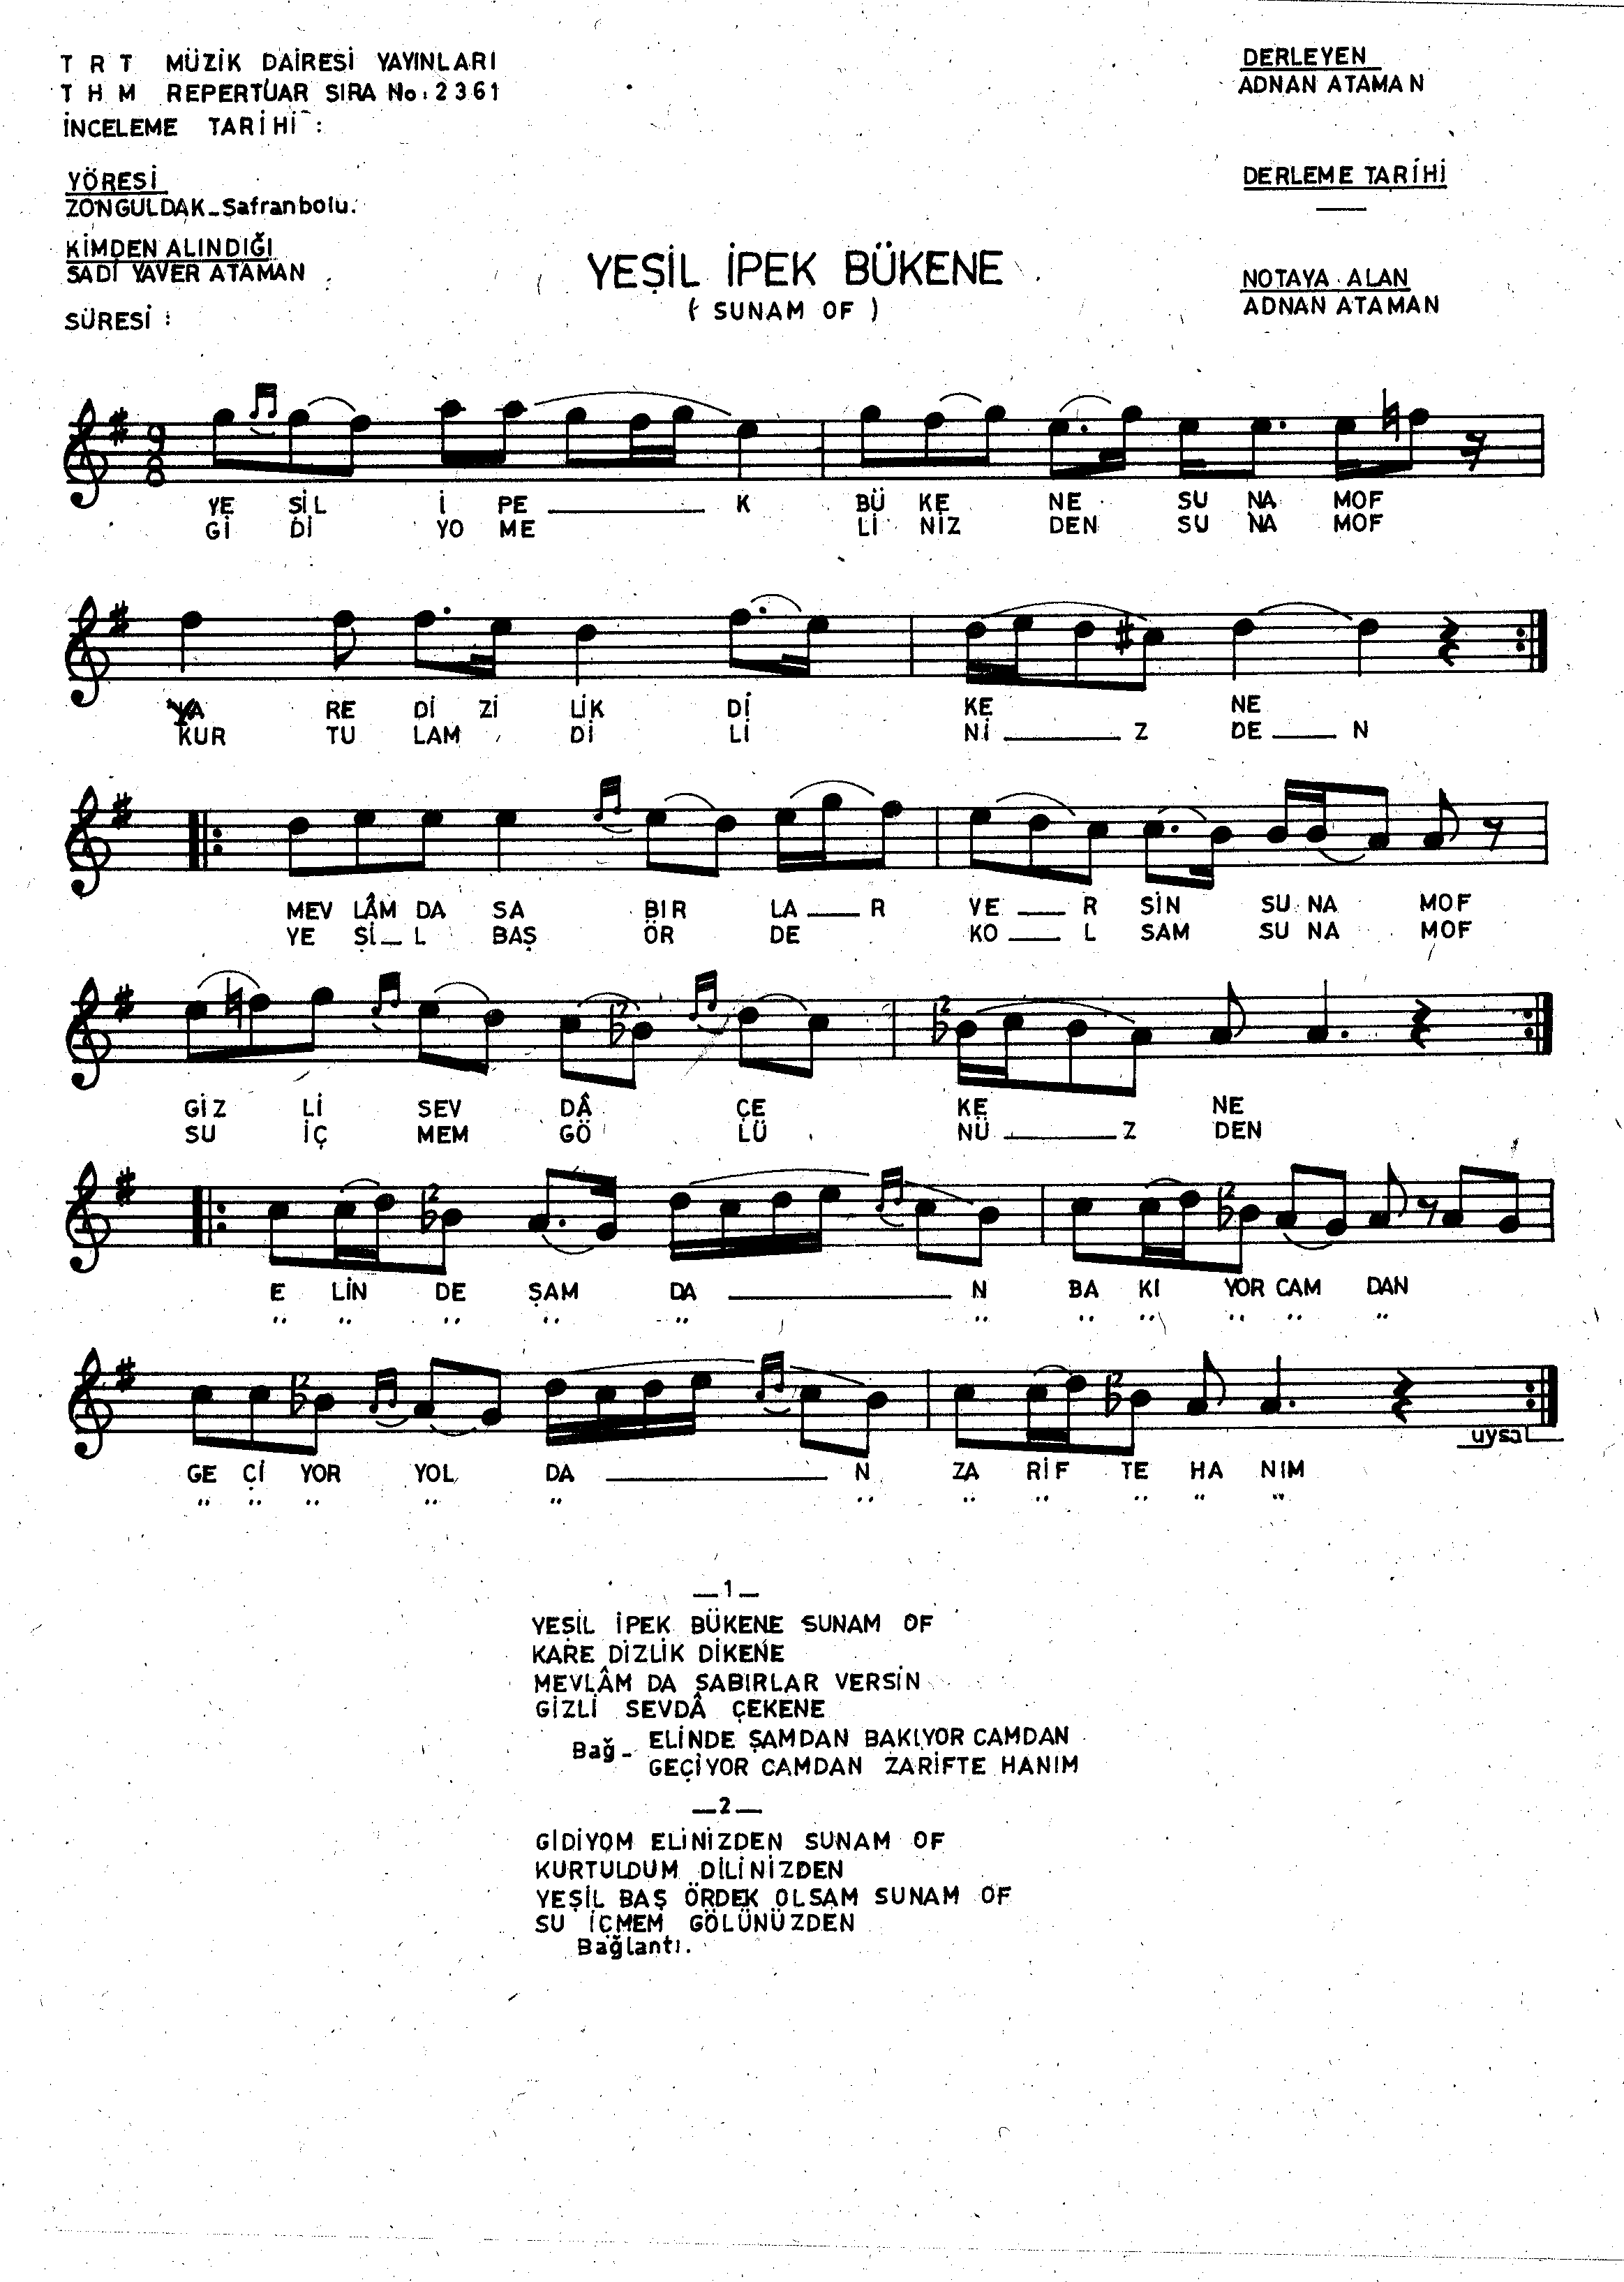 T R T MÜZİK DAİRESİ YAYINLARI
T H M REPERTUAR SIRA No: 2361
İNCELEME TARİHİ :
YÖRESİ
ZONGULDAK_Safranbolu.
KİMDEN ALINDIĞI
SADİ YAVER ATAMAN
SÜRESİ :
DERLEYEN
ADNAN ATAMAN
DERLEME TARİHİ
NOTAYA ALAN
ADNAN ATAMAN
YEŞİL İPEK BÜKENE
( SUNAM OF )
9
8
YE ŞİL İ PE K BÜ KE NE SU NA MOF
Gİ Dİ YO ME Lİ NİZ DEN SU NA MOF
RE Dİ Zİ LİK Dİ KE NE
KUR TU LAM Dİ Lİ Nİ Z DE N
MEV LÂM DA SA BIR LA R VE R SİN SU NA MOF
YE Şİ L BAŞ ÖR DE KO L SAM SU NA MOF
GİZ Lİ SEV DÂ ÇE KE NE
SU İÇ MEM GÖ LÜ NÜ Z DEN
E LİN DE ŞAM DA N BA KI YOR CAM DAN
" " " " " " " " " " "
GE Çİ YOR YOL DA N ZA RİF TE HA NIM
" " " " " " " " " " "
uysal
_1_
YEŞİL İPEK BÜKENE SUNAM OF
KARE DİZLİK DİKENE
MEVLÂM DA SABIRLAR VERSİN
GİZLİ SEVDÂ ÇEKENE
Bağ- ELİNDE ŞAMDAN BAKIYOR CAMDAN
GEÇİYOR CAMDAN ZARİFTE HANIM
_2_
GİDİYOM ELİNİZDEN SUNAM OF
KURTULDUM DİLİNİZDEN
YEŞİL BAŞ ÖRDEK OLSAM SUNAM OF
SU İÇMEM GÖLÜNÜZDEN
Bağlantı.